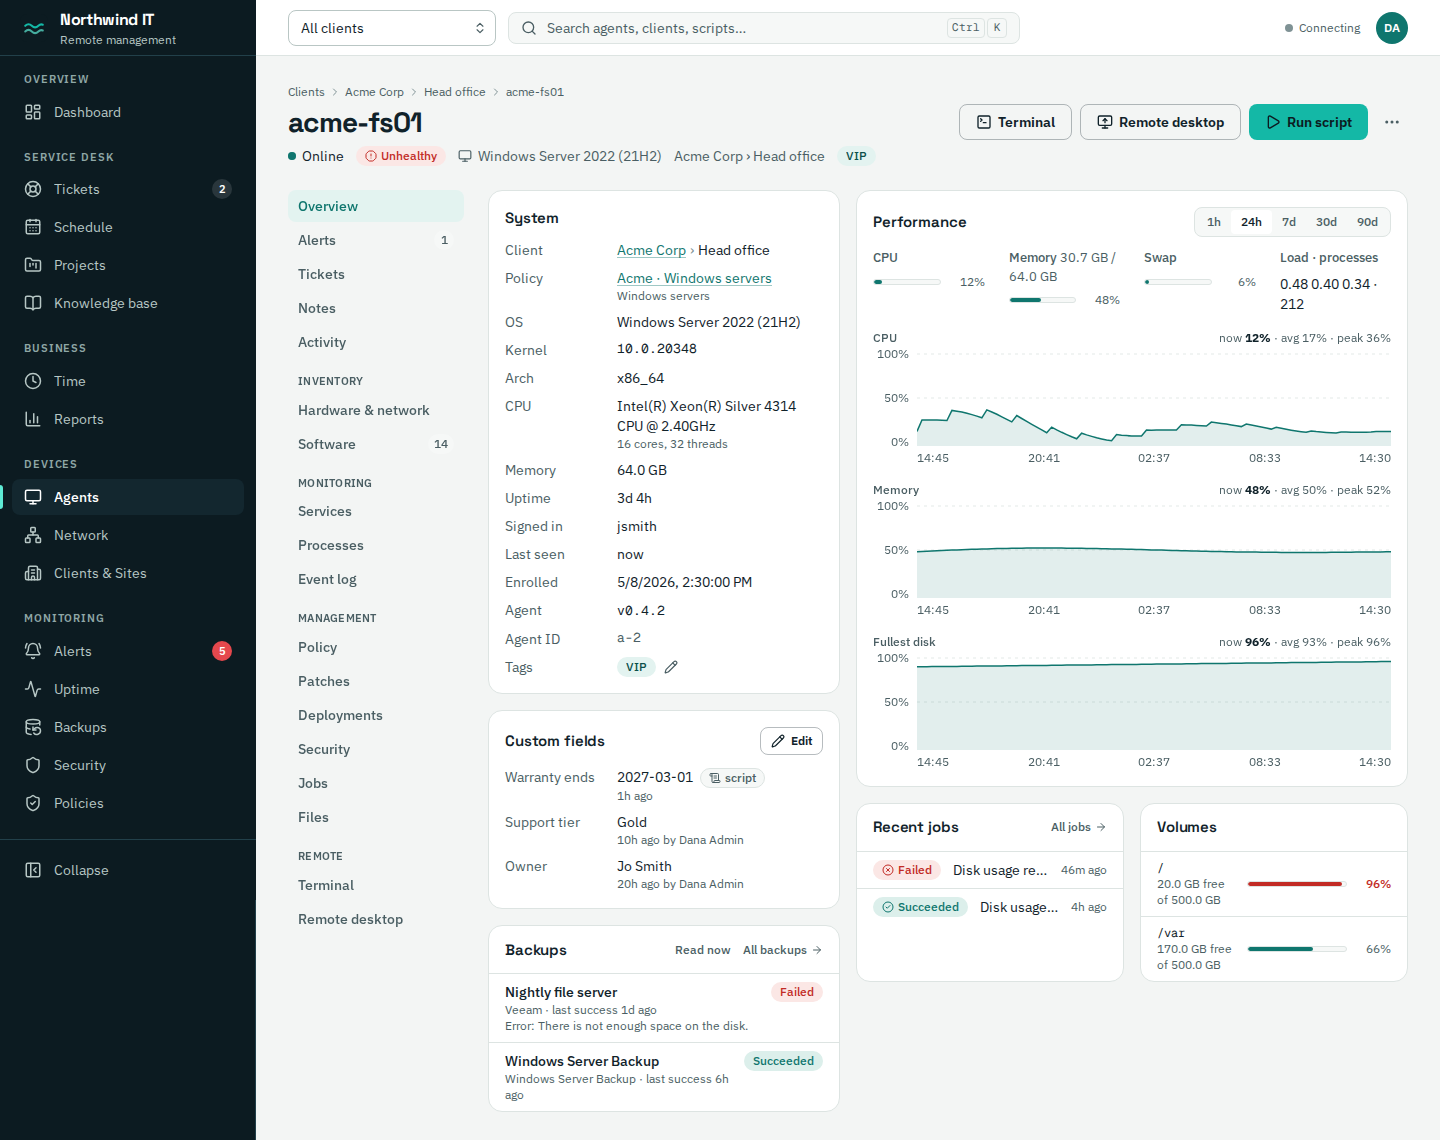 Northwind IT
Remote management
OVERVIEW
Dashboard
SERVICE DESK
Tickets 2
Schedule
Projects
Knowledge base
BUSINESS
Time
Reports
DEVICES
Agents
Network
Clients & Sites
MONITORING
Alerts 5
Uptime
Backups
Security
Policies
Collapse
All clients
Search agents, clients, scripts...
Ctrl K
Connecting
DA
Clients > Acme Corp > Head office > acme-fs01
acme-fs01
Terminal
Remote desktop
Run script
Online Unhealthy Windows Server 2022 (21H2) Acme Corp › Head office VIP
Overview
Alerts 1
Tickets
Notes
Activity
INVENTORY
Hardware & network
Software 14
MONITORING
Services
Processes
Event log
MANAGEMENT
Policy
Patches
Deployments
Security
Jobs
Files
REMOTE
Terminal
Remote desktop
System
Client Acme Corp › Head office
Policy Acme · Windows servers
Windows servers
OS Windows Server 2022 (21H2)
Kernel 10.0.20348
Arch x86_64
CPU Intel(R) Xeon(R) Silver 4314
CPU @ 2.40GHz
16 cores, 32 threads
Memory 64.0 GB
Uptime 3d 4h
Signed in jsmith
Last seen now
Enrolled 5/8/2026, 2:30:00 PM
Agent v0.4.2
Agent ID a-2
Tags VIP
Custom fields
Edit
Warranty ends 2027-03-01 script
1h ago
Support tier Gold
10h ago by Dana Admin
Owner Jo Smith
20h ago by Dana Admin
Backups
Read now All backups →
Nightly file server Failed
Veeam · last success 1d ago
Error: There is not enough space on the disk.
Windows Server Backup Succeeded
Windows Server Backup · last success 6h
ago
Performance
1h 24h 7d 30d 90d
CPU
12%
Memory 30.7 GB /
64.0 GB
48%
Swap
6%
Load · processes
0.48 0.40 0.34 ·
212
CPU now 12% · avg 17% · peak 36%
100%
50%
0%
14:45 20:41 02:37 08:33 14:30
Memory now 48% · avg 50% · peak 52%
100%
50%
0%
14:45 20:41 02:37 08:33 14:30
Fullest disk now 96% · avg 93% · peak 96%
100%
50%
0%
14:45 20:41 02:37 08:33 14:30
Recent jobs
All jobs →
Failed Disk usage re... 46m ago
Succeeded Disk usage... 4h ago
Volumes
/
20.0 GB free
of 500.0 GB
96%
/var
170.0 GB free
of 500.0 GB
66%